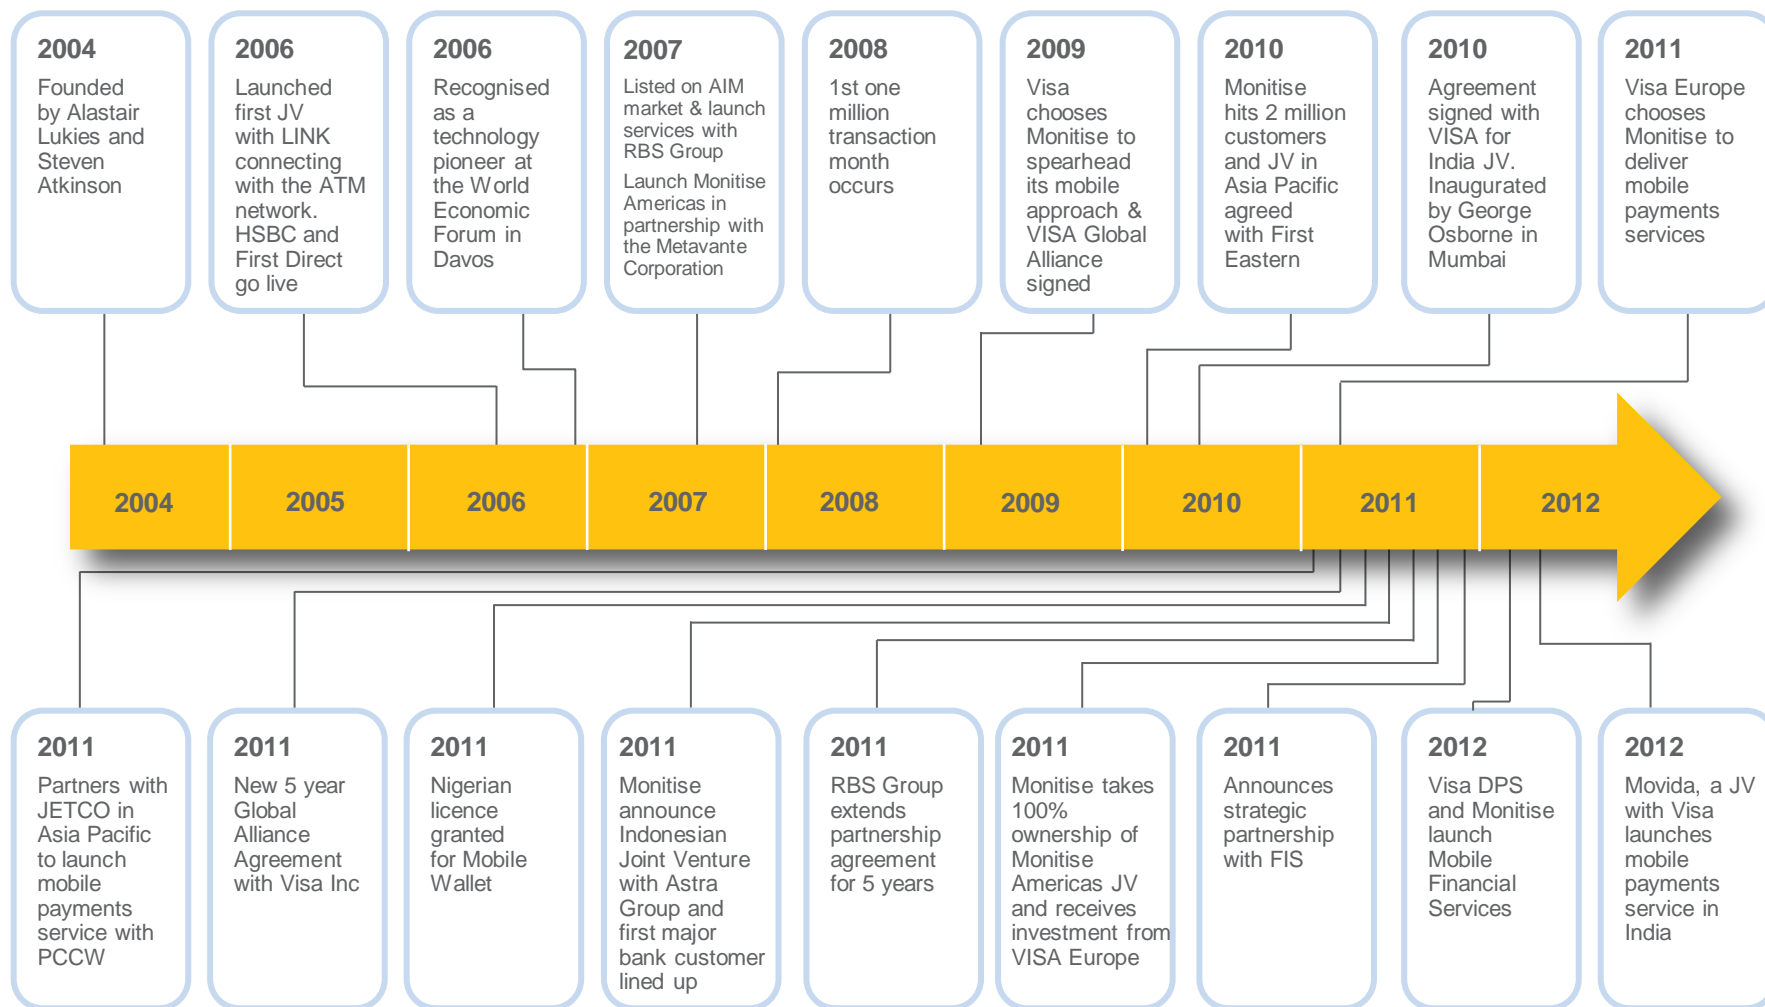 2004
Founded
by Alastair
Lukies and
Steven
Atkinson
2006
Launched
first JV
with LINK
connecting
with the ATM
network.
HSBC and
First Direct
go live
2006
Recognised
as a
technology
pioneer at
the World
Economic
Forum in
Davos
2007
Listed on AIM
market & launch
services with
RBS Group
Launch Monitise
Americas in
partnership with
the Metavante
Corporation
2008
1st one
million
transaction
month
occurs
2009
Visa
chooses
Monitise to
spearhead
its mobile
approach &
VISA Global
Alliance
signed
2010
Monitise
hits 2 million
customers
and JV in
Asia Pacific
agreed
with First
Eastern
2010
Agreement
signed with
VISA for
India JV.
Inaugurated
by George
Osborne in
Mumbai
2011
Visa Europe
chooses
Monitise to
deliver
mobile
payments
services
2004
2005
2006
2007
2008
2009
2010
2011
2012
2011
Partners with
JETCO in
Asia Pacific
to launch
mobile
payments
service with
PCCW
2011
New 5 year
Global
Alliance
Agreement
with Visa Inc
2011
Nigerian
licence
granted
for Mobile
Wallet
2011
Monitise
announce
Indonesian
Joint Venture
with Astra
Group and
first major
bank customer
lined up
2011
RBS Group
extends
partnership
agreement
for 5 years
2011
Monitise takes
100%
ownership of
Monitise
Americas JV
and receives
investment from
VISA Europe
2011
Announces
strategic
partnership
with FIS
2012
Visa DPS
and Monitise
launch
Mobile
Financial
Services
2012
Movida, a JV
with Visa
launches
mobile
payments
service in
India